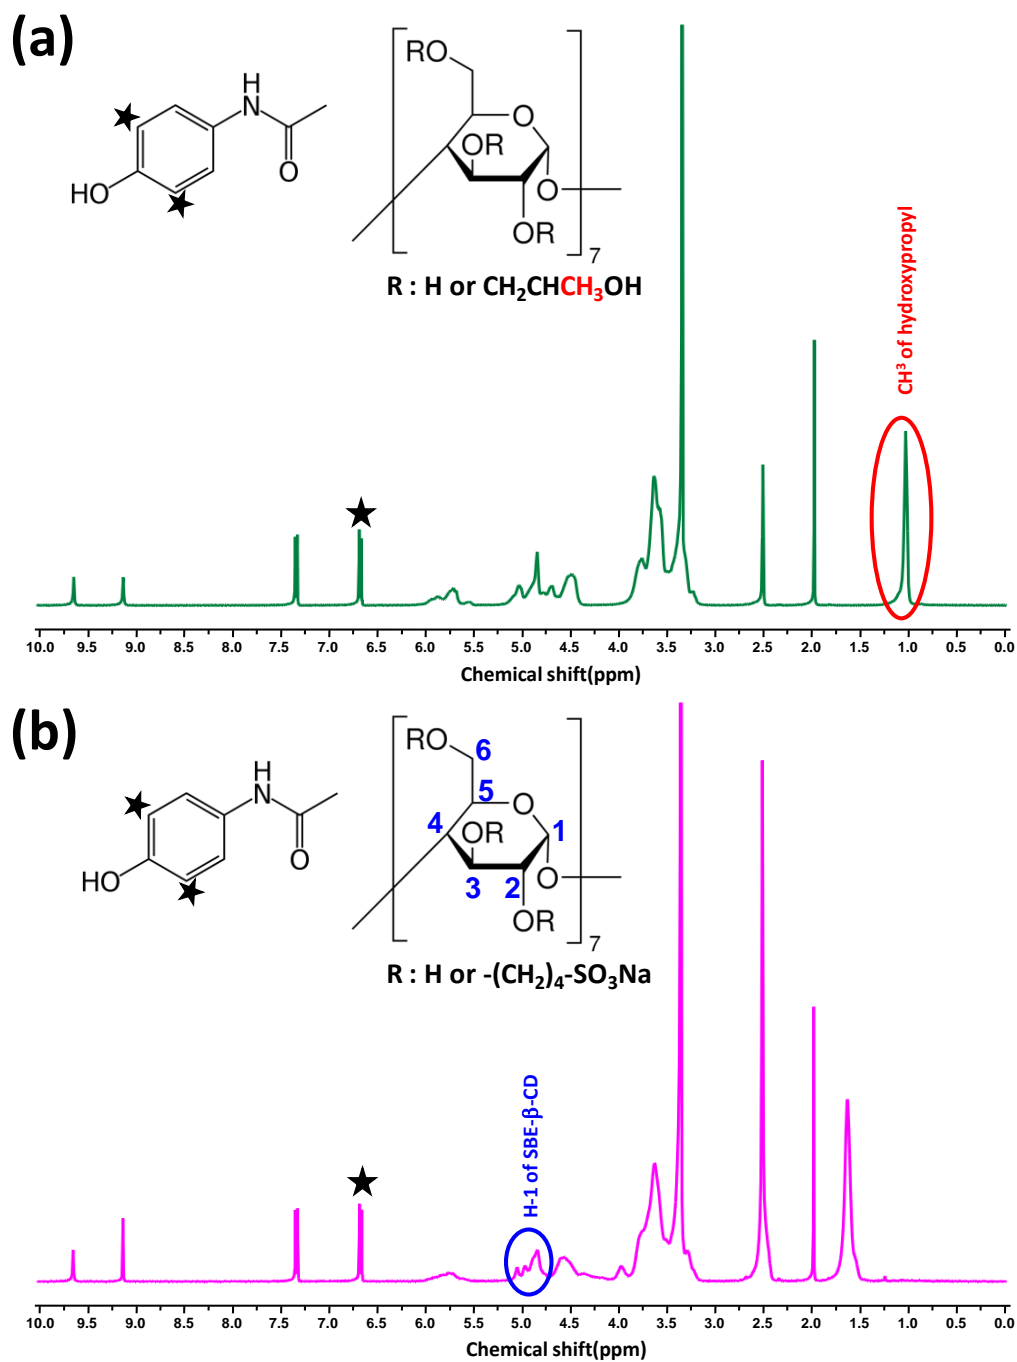 (a)
RO
H
N
O
OR
O
HO
O
OR
7
R : H or CH₂CHCH₃OH
CH³ of hydroxypropyl
10.0 9.5 9.0 8.5 8.0 7.5 7.0 6.5 6.0 5.5 5.0 4.5 4.0 3.5 3.0 2.5 2.0 1.5 1.0 0.5 0.0
Chemical shift(ppm)
(b)
RO
6
H
N
5
O
4
OR
1
O
HO
3
2
O
OR
7
R : H or -(CH₂)₄-SO₃Na
H-1 of SBE-β-CD
10.0 9.5 9.0 8.5 8.0 7.5 7.0 6.5 6.0 5.5 5.0 4.5 4.0 3.5 3.0 2.5 2.0 1.5 1.0 0.5 0.0
Chemical shift(ppm)